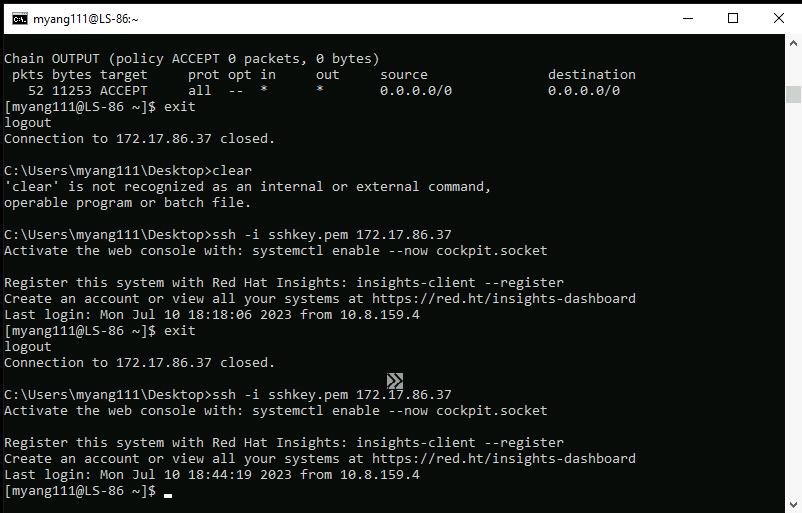 myang111@LS-86:~
Chain OUTPUT (policy ACCEPT 0 packets, 0 bytes)
 pkts bytes target     prot opt in     out     source               destination
   52 11253 ACCEPT     all  --  *      *       0.0.0.0/0            0.0.0.0/0
[myang111@LS-86 ~]$ exit
logout
Connection to 172.17.86.37 closed.
C:\Users\myang111\Desktop>clear
'clear' is not recognized as an internal or external command,
operable program or batch file.
C:\Users\myang111\Desktop>ssh -i sshkey.pem 172.17.86.37
Activate the web console with: systemctl enable --now cockpit.socket
Register this system with Red Hat Insights: insights-client --register
Create an account or view all your systems at https://red.ht/insights-dashboard
Last login: Mon Jul 10 18:18:06 2023 from 10.8.159.4
[myang111@LS-86 ~]$ exit
logout
Connection to 172.17.86.37 closed.
C:\Users\myang111\Desktop>ssh -i sshkey.pem 172.17.86.37
Activate the web console with: systemctl enable --now cockpit.socket
Register this system with Red Hat Insights: insights-client --register
Create an account or view all your systems at https://red.ht/insights-dashboard
Last login: Mon Jul 10 18:44:19 2023 from 10.8.159.4
[myang111@LS-86 ~]$